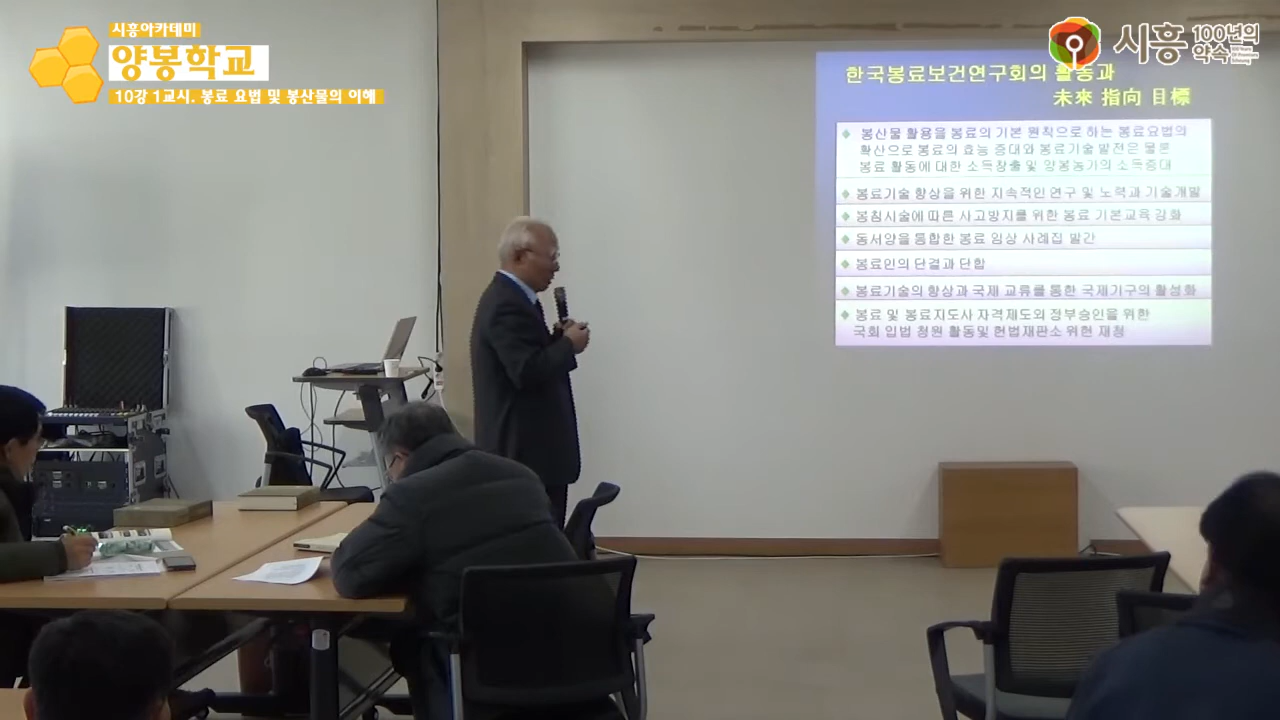 시흥아카데미
양봉학교
10강 1교시. 봉료 요법 및 봉산물의 이해
시흥 100년의
약속
한국봉료보건연구회의 활동과
未來 指向 目標
봉산물 활용을 봉료의 기본 원칙으로 하는 봉료요법의
확산으로 봉료의 효능 증대와 봉료기술 발전은 물론
봉료 활동에 대한 소득창출 및 양봉농가의 소득증대
봉료기술 향상을 위한 지속적인 연구 및 노력과 기술개발
봉침시술에 따른 사고방지를 위한 봉료 기본교육 강화
동서양을 통합한 봉료 임상 사례집 발간
봉료인의 단결과 단합
봉료기술의 향상과 국제 교류를 통한 국제기구의 활성화
봉료 및 봉료지도사 자격제도의 정부승인을 위한
국회 입법 청원 활동및 헌법재판소 위헌 재청